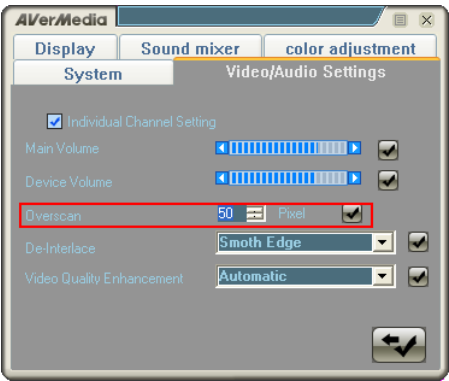 AVerMedia
Display Sound mixer color adjustment
System Video/Audio Settings
Individual Channel Setting
Main Volume
Device Volume
Overscan 50 Pixel
De-Interlace Smoth Edge
Video Quality Enhancement Automatic